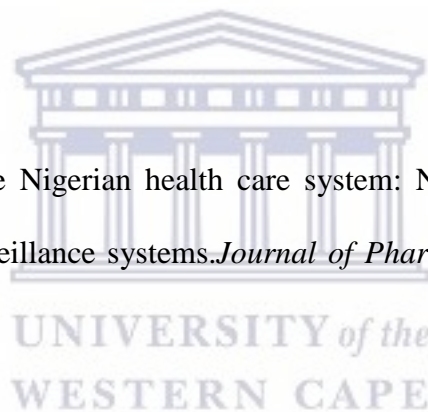 e Nigerian health care system: N
eillance systems.Journal of Phar
UNIVERSITY of the
WESTERN CAPE